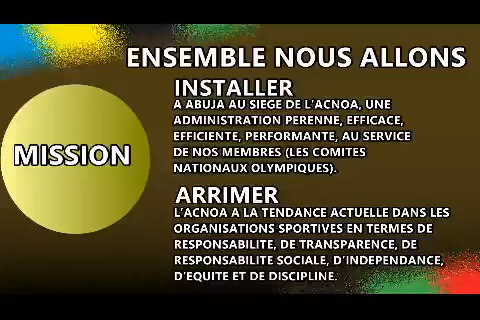 ENSEMBLE NOUS ALLONS
INSTALLER
A ABUJA AU SIEGE DE L'ACNOA, UNE
ADMINISTRATION PERENNE, EFFICACE,
EFFICIENTE, PERFORMANTE, AU SERVICE
DE NOS MEMBRES (LES COMITES
NATIONAUX OLYMPIQUES).
MISSION
ARRIMER
L'ACNOA A LA TENDANCE ACTUELLE DANS LES
ORGANISATIONS SPORTIVES EN TERMES DE
RESPONSABILITE, DE TRANSPARENCE, DE
RESPONSABILITE SOCIALE, D'INDEPENDANCE,
D'EQUITE ET DE DISCIPLINE.